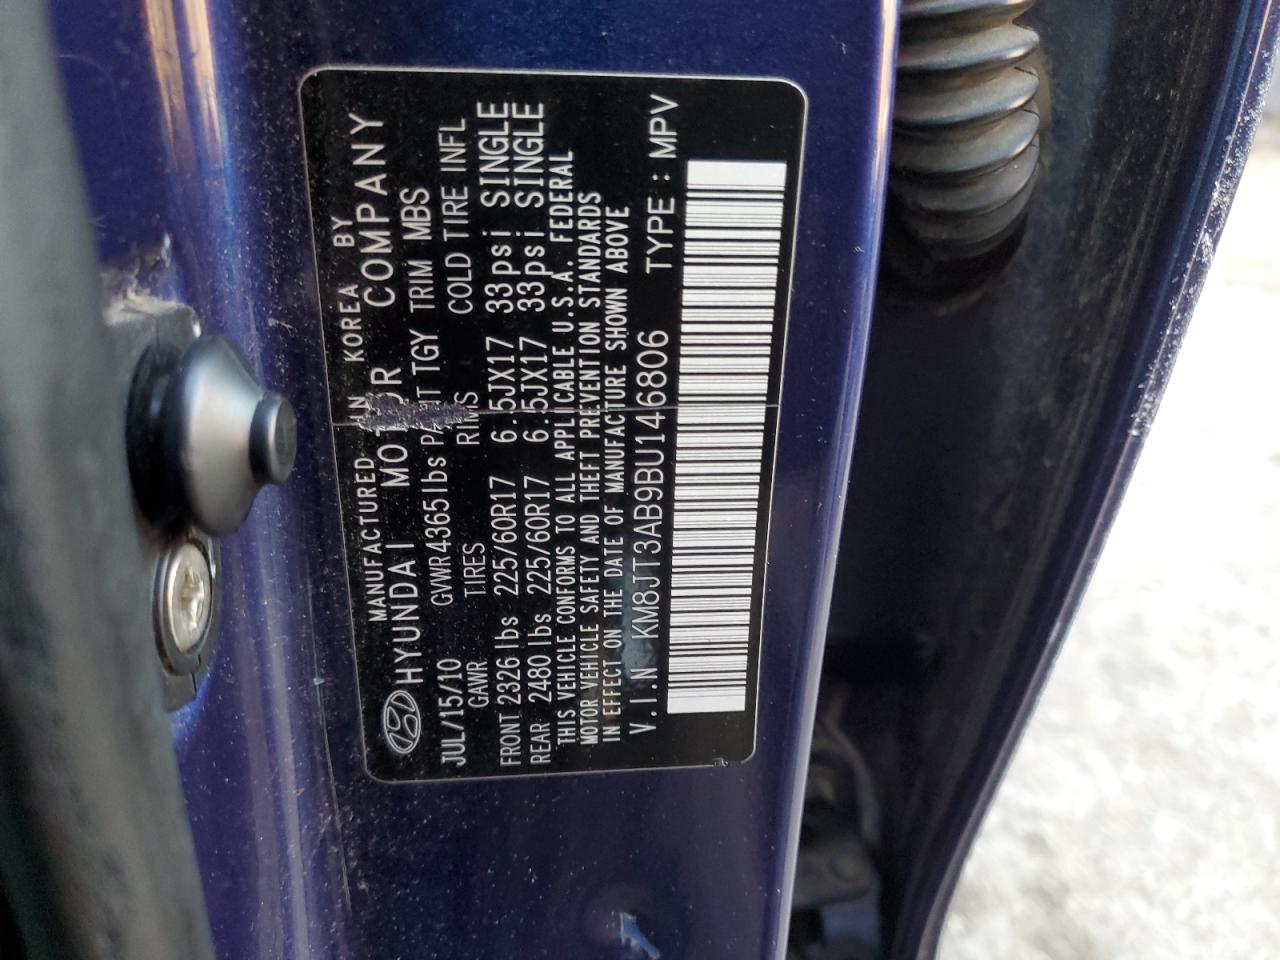 MANUFACTURED IN KOREA BY
HYUNDAI MOTOR COMPANY
JUL/15/10 GVWR4365lbs PAINT TGY TRIM MBS
GAWR TIRES RIMS COLD TIRE INFL
FRONT 2326 lbs 225/60R17 6.5JX17 33psi SINGLE
REAR 2480 lbs 225/60R17 6.5JX17 33psi SINGLE
THIS VEHICLE CONFORMS TO ALL APPLICABLE U.S.A. FEDERAL
MOTOR VEHICLE SAFETY AND THEFT PREVENTION STANDARDS
IN EFFECT ON THE DATE OF MANUFACTURE SHOWN ABOVE
V.I.N KM8JT3AB9BU146806 TYPE : MPV